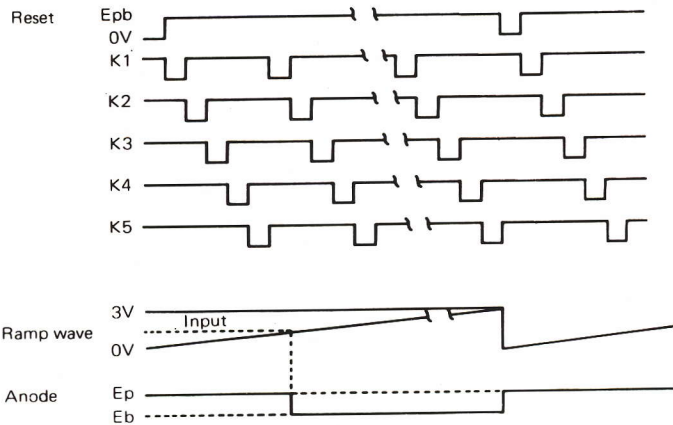 Reset
Epb
0V
K1
K2
K3
K4
K5
3V
Input
Ramp wave
0V
Anode
Ep
Eb